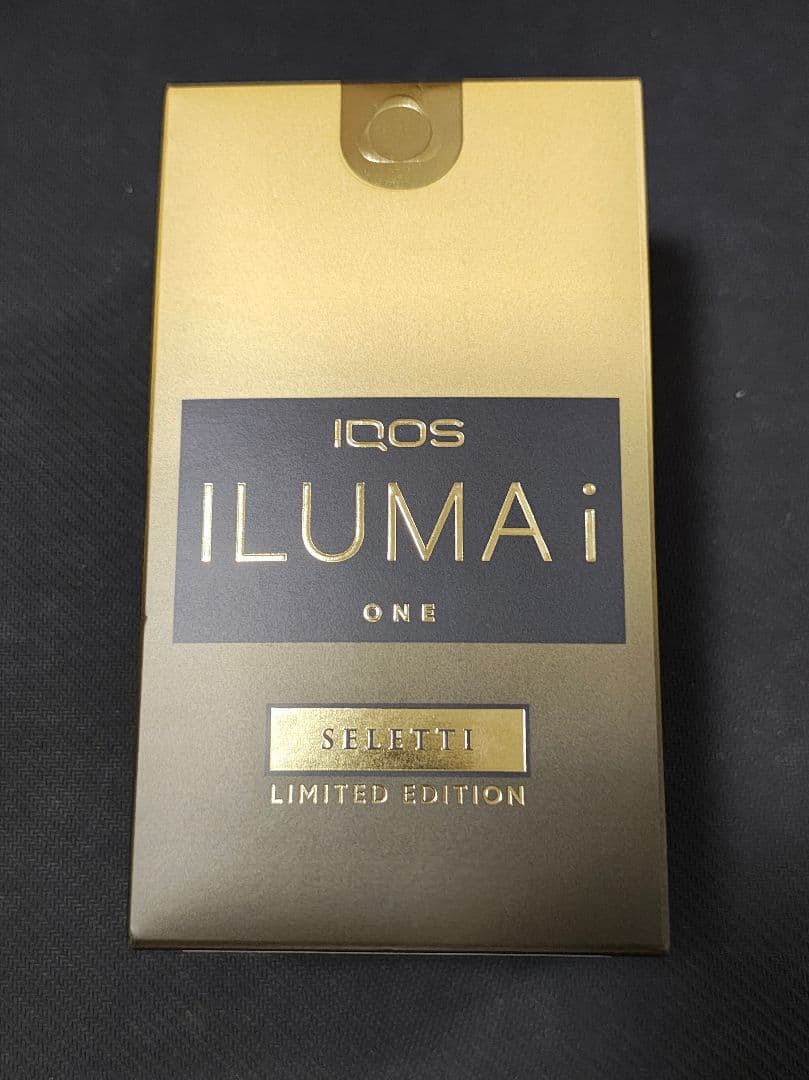 IQOS
ILUMA i
ONE
SELETTI
LIMITED EDITION